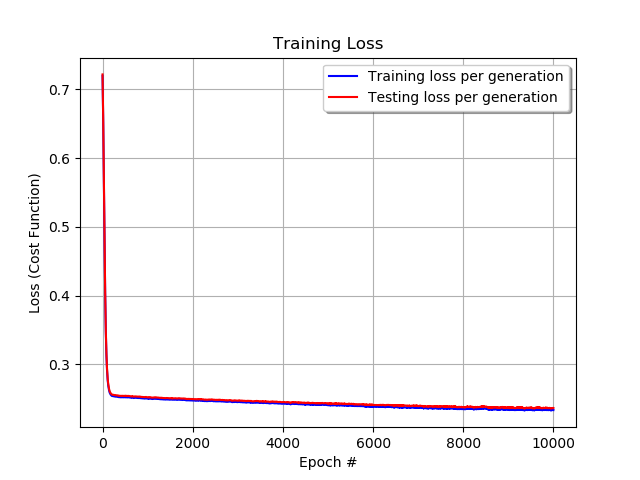 Training Loss
Training loss per generation
Testing loss per generation
0.7
0.6
0.5
0.4
0.3
Loss (Cost Function)
0 2000 4000 6000 8000 10000
Epoch #